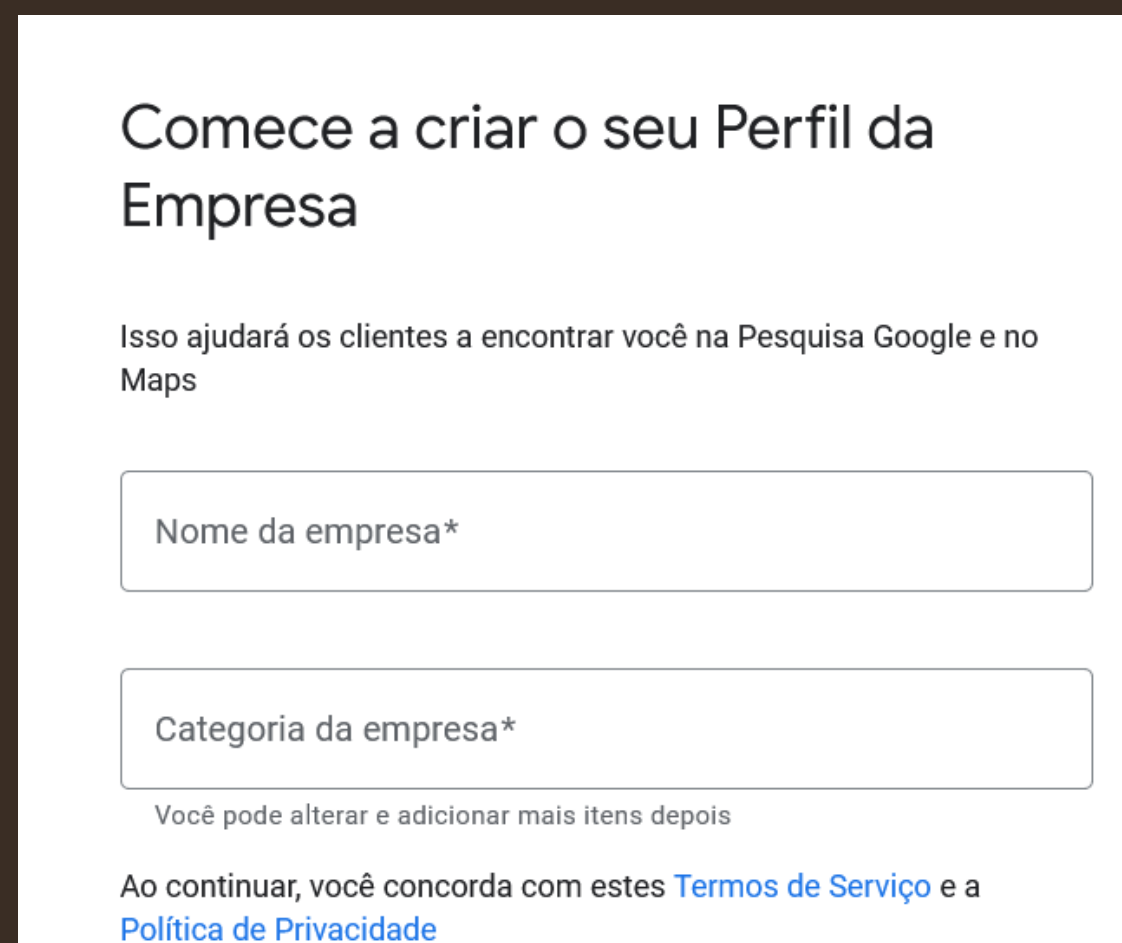 Comece a criar o seu Perfil da
Empresa
Isso ajudará os clientes a encontrar você na Pesquisa Google e no
Maps
Nome da empresa*
Categoria da empresa*
Você pode alterar e adicionar mais itens depois
Ao continuar, você concorda com estes Termos de Serviço e a
Política de Privacidade